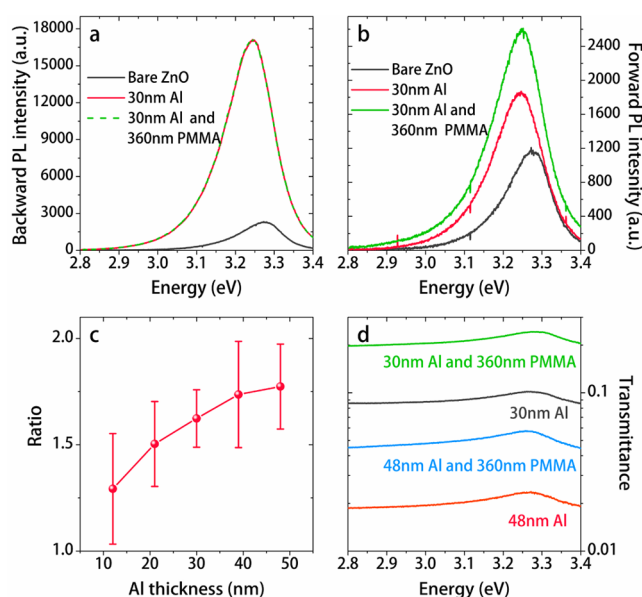 a
Backward PL intensity (a.u.)
18000
15000
12000
9000
6000
3000
0
Bare ZnO
30nm Al
30nm Al and
360nm PMMA
2.8 2.9 3.0 3.1 3.2 3.3 3.4
Energy (eV)
b
Bare ZnO
30nm Al
30nm Al and
360nm PMMA
2400
2000
1600
1200
800
400
0
Forward PL intesnity (a.u.)
2.8 2.9 3.0 3.1 3.2 3.3 3.4
Energy (eV)
c
Ratio
2.0
1.5
1.0
10 20 30 40 50
Al thickness (nm)
d
30nm Al and 360nm PMMA
30nm Al
48nm Al and 360nm PMMA
48nm Al
0.1
0.01
Transmittance
2.8 2.9 3.0 3.1 3.2 3.3 3.4
Energy (eV)